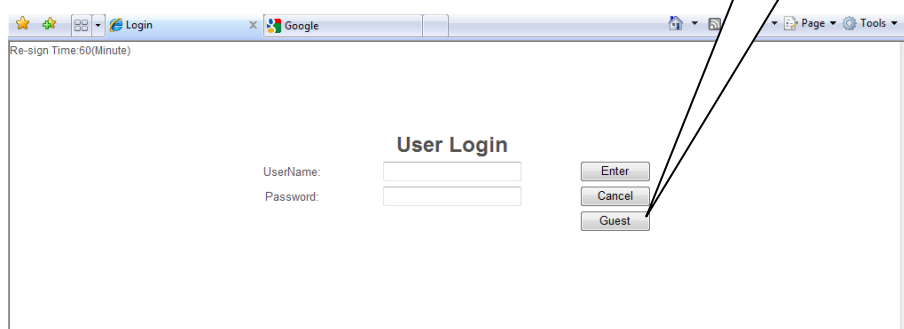 Login Google Page Tools
Re-sign Time:60(Minute)
User Login
UserName: Enter
Password: Cancel
Guest